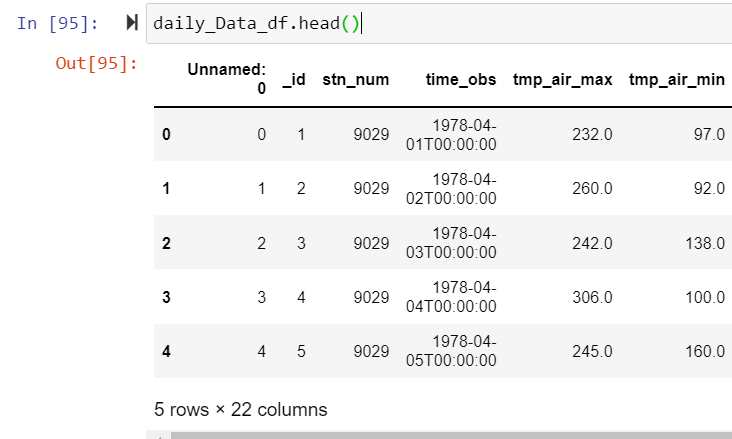 In [95]: daily_Data_df.head()
Out[95]:
Unnamed: 0 _id stn_num time_obs tmp_air_max tmp_air_min
0 0 1 9029 1978-04-01T00:00:00 232.0 97.0
1 1 2 9029 1978-04-02T00:00:00 260.0 92.0
2 2 3 9029 1978-04-03T00:00:00 242.0 138.0
3 3 4 9029 1978-04-04T00:00:00 306.0 100.0
4 4 5 9029 1978-04-05T00:00:00 245.0 160.0
5 rows × 22 columns